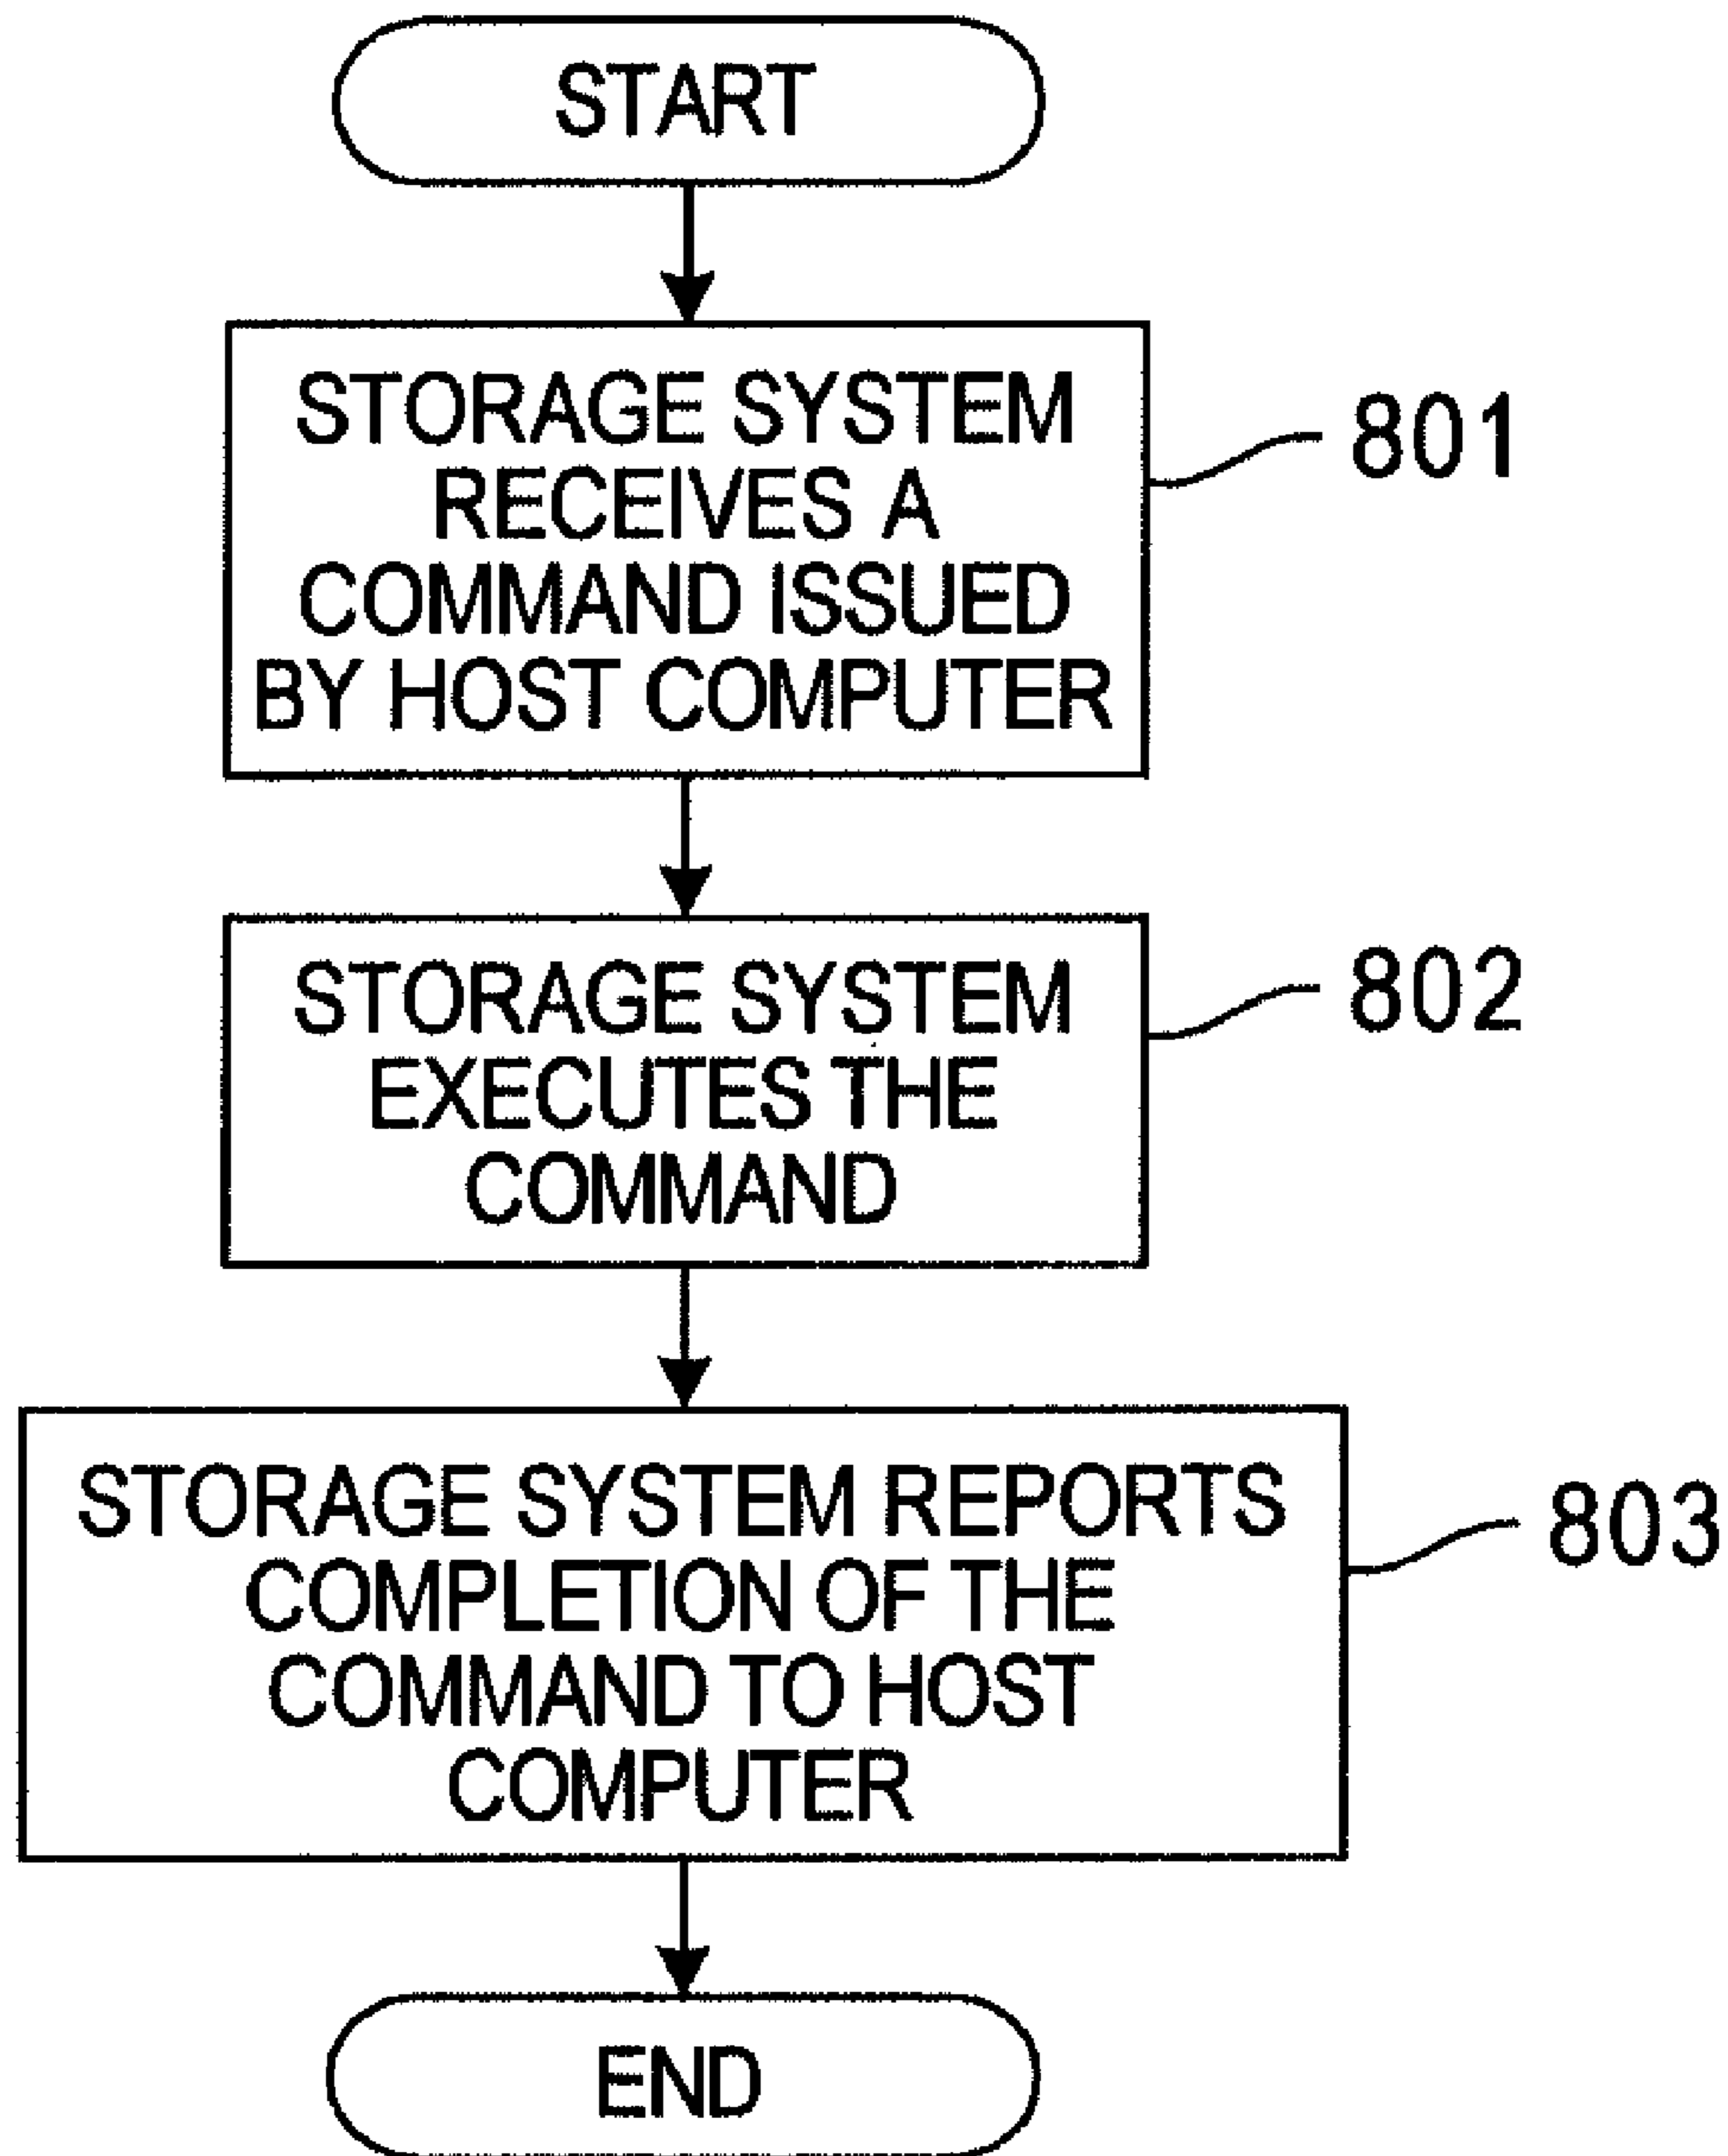 START
STORAGE SYSTEM
RECEIVES A
COMMAND ISSUED
BY HOST COMPUTER
801
STORAGE SYSTEM
EXECUTES THE
COMMAND
802
STORAGE SYSTEM REPORTS
COMPLETION OF THE
COMMAND TO HOST
COMPUTER
803
END